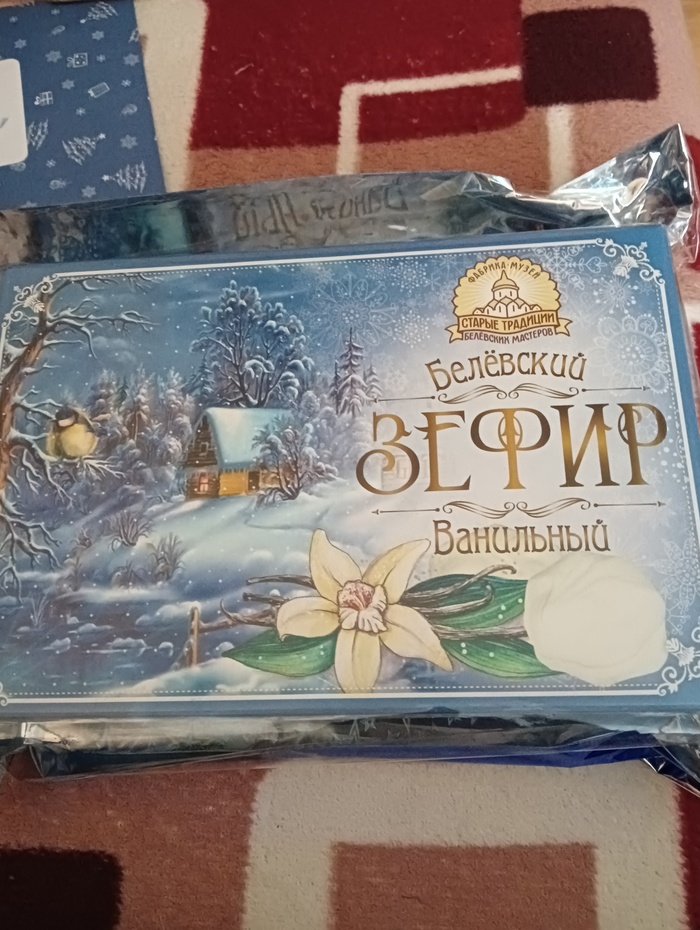 ФАБРИКА-МУЗЕЙ
СТАРЫЕ ТРАДИЦИИ
БЕЛЁВСКИХ МАСТЕРОВ
Белёвский
ЗЕФИР
Ванильный